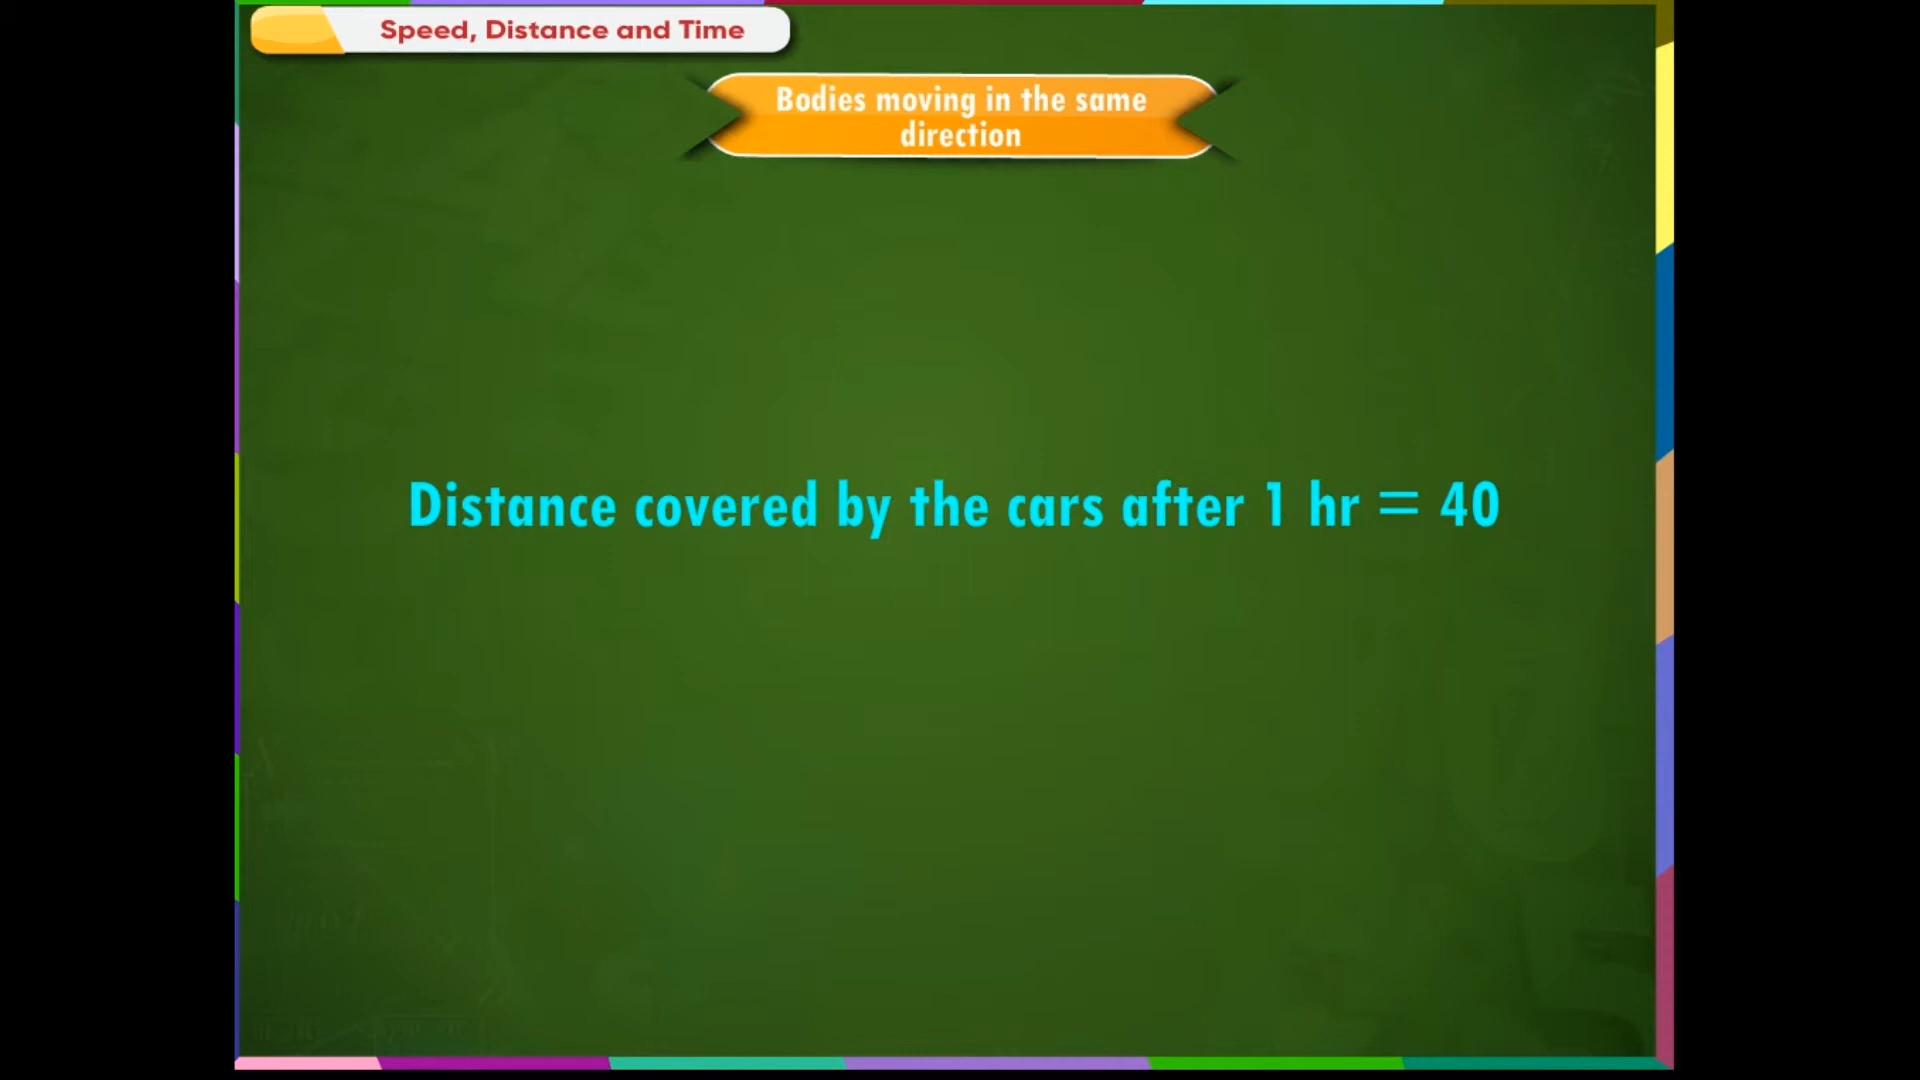 Speed, Distance and Time
Bodies moving in the same
direction
Distance covered by the cars after 1 hr = 40